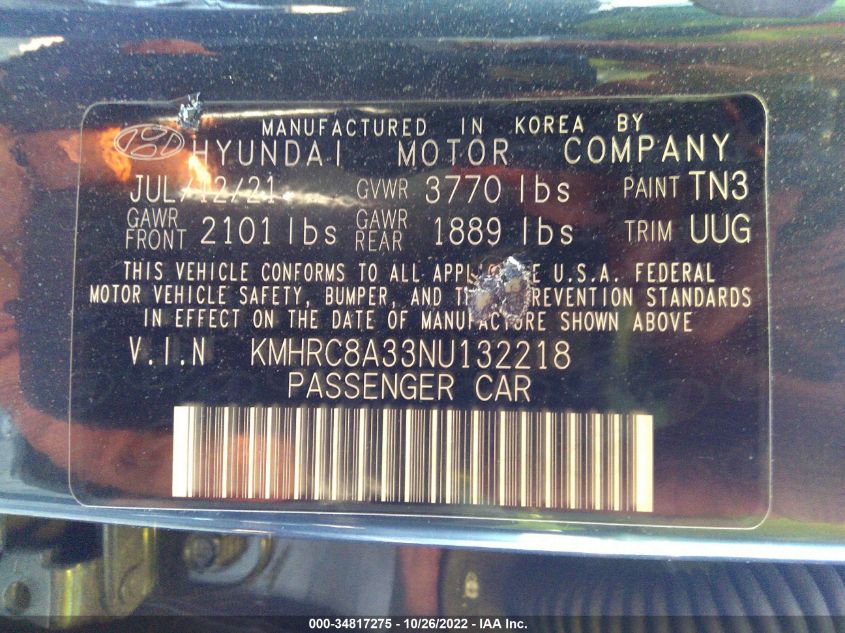 MANUFACTURED IN KOREA BY
HYUNDAI MOTOR COMPANY
JUL/12/21 GVWR 3770 lbs PAINT TN3
GAWR FRONT 2101 lbs GAWR REAR 1889 lbs TRIM UUG
THIS VEHICLE CONFORMS TO ALL U.S.A. FEDERAL
MOTOR VEHICLE SAFETY, BUMPER, AND PREVENTION STANDARDS
IN EFFECT ON THE DATE OF MANUFACTURE SHOWN ABOVE
V.I.N KMHRC8A33NU132218
PASSENGER CAR
000-34817275 - 10/26/2022 - IAA Inc.